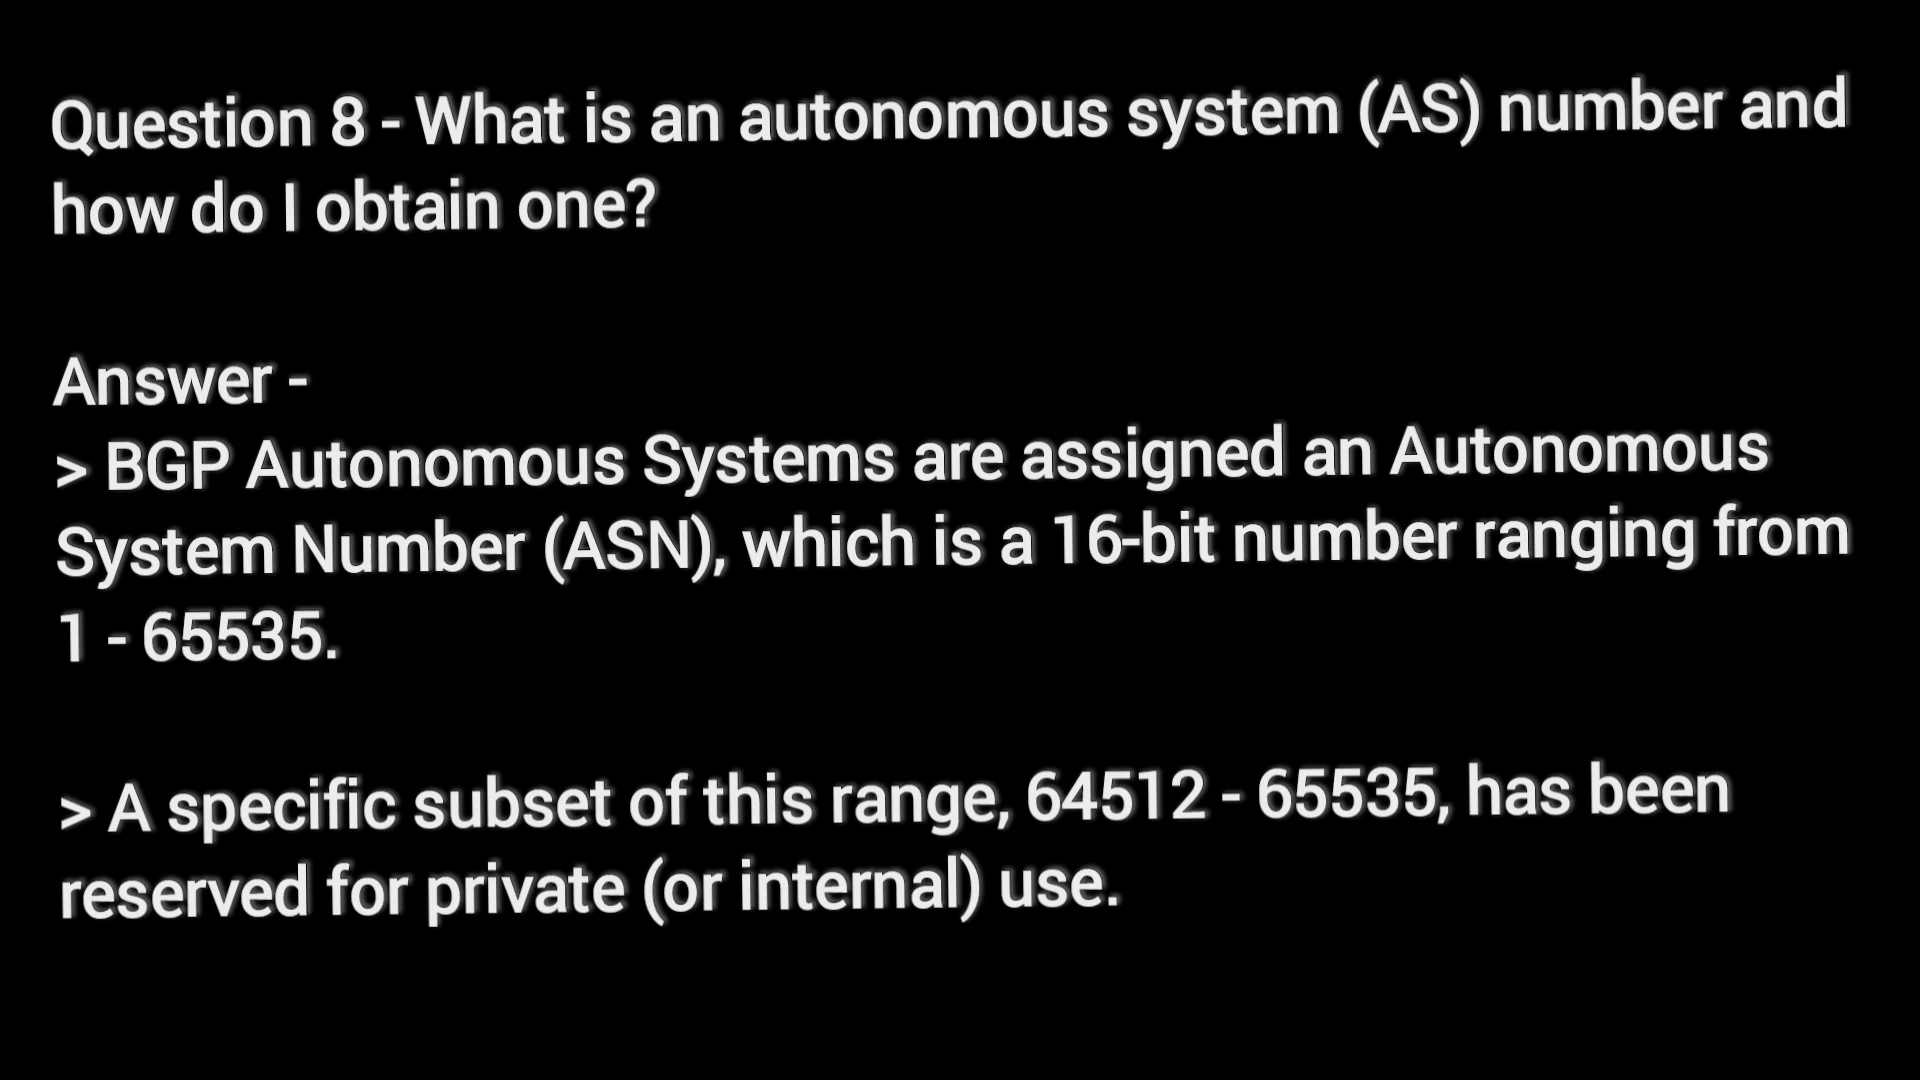 Question 8 - What is an autonomous system (AS) number and
how do I obtain one?
Answer -
> BGP Autonomous Systems are assigned an Autonomous
System Number (ASN), which is a 16-bit number ranging from
1 - 65535.
> A specific subset of this range, 64512 - 65535, has been
reserved for private (or internal) use.